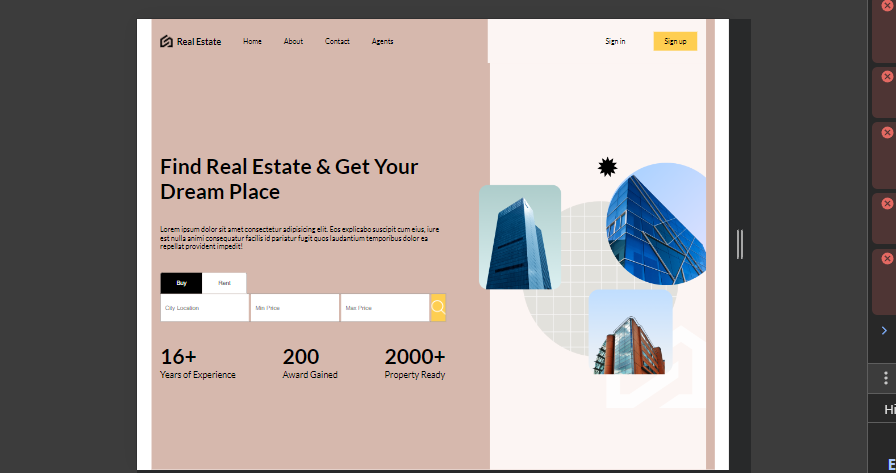 Real Estate
Home
About
Contact
Agents
Sign in
Sign up
Find Real Estate & Get Your
Dream Place
Lorem ipsum dolor sit amet consectetur adipisicing elit. Eos explicabo suscipit cum eius, iure
est nulla animi consequatur facilis id pariatur fugit quos laudantium temporibus dolor ea
repellat provident impedit!
Buy
Rent
City Location
Min Price
Max Price
16+
200
2000+
Years of Experience
Award Gained
Property Ready